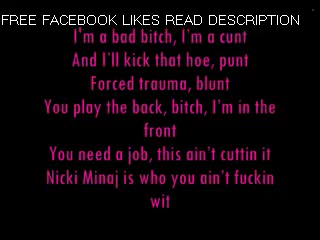 FREE FACEBOOK LIKES READ DESCRIPTION
I'm a bad bitch, I'm a cunt
And I'll kick that hoe, punt
Forced trauma, blunt
You play the back, bitch, I'm in the
front
You need a job, this ain't cuttin it
Nicki Minaj is who you ain't fuckin
wit